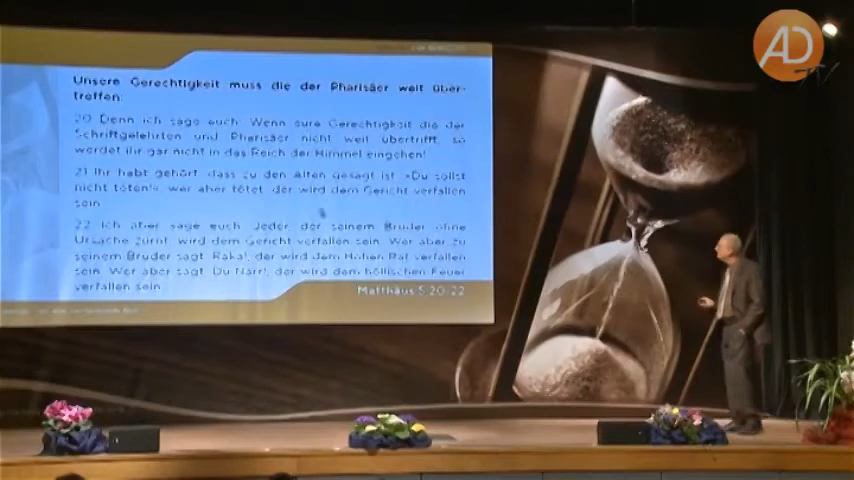 AD
TV
Unsere Gerechtigkeit muss die der Pharisäer weit über-
treffen:
20 Denn ich sage euch: Wenn eure Gerechtigkeit die der
Schriftgelehrten und Pharisäer nicht weit übertrifft, so
werdet ihr gar nicht in das Reich der Himmel eingehen!
21 Ihr habt gehört, dass zu den Alten gesagt ist: »Du sollst
nicht töten!«, wer aber tötet, der wird dem Gericht verfallen
sein.
22 Ich aber sage euch: Jeder, der seinem Bruder ohne
Ursache zürnt, wird dem Gericht verfallen sein. Wer aber zu
seinem Bruder sagt: Raka!, der wird dem Hohen Rat verfallen
sein. Wer aber sagt: Du Narr!, der wird dem höllischen Feuer
verfallen sein.
Matthäus 5,20-22